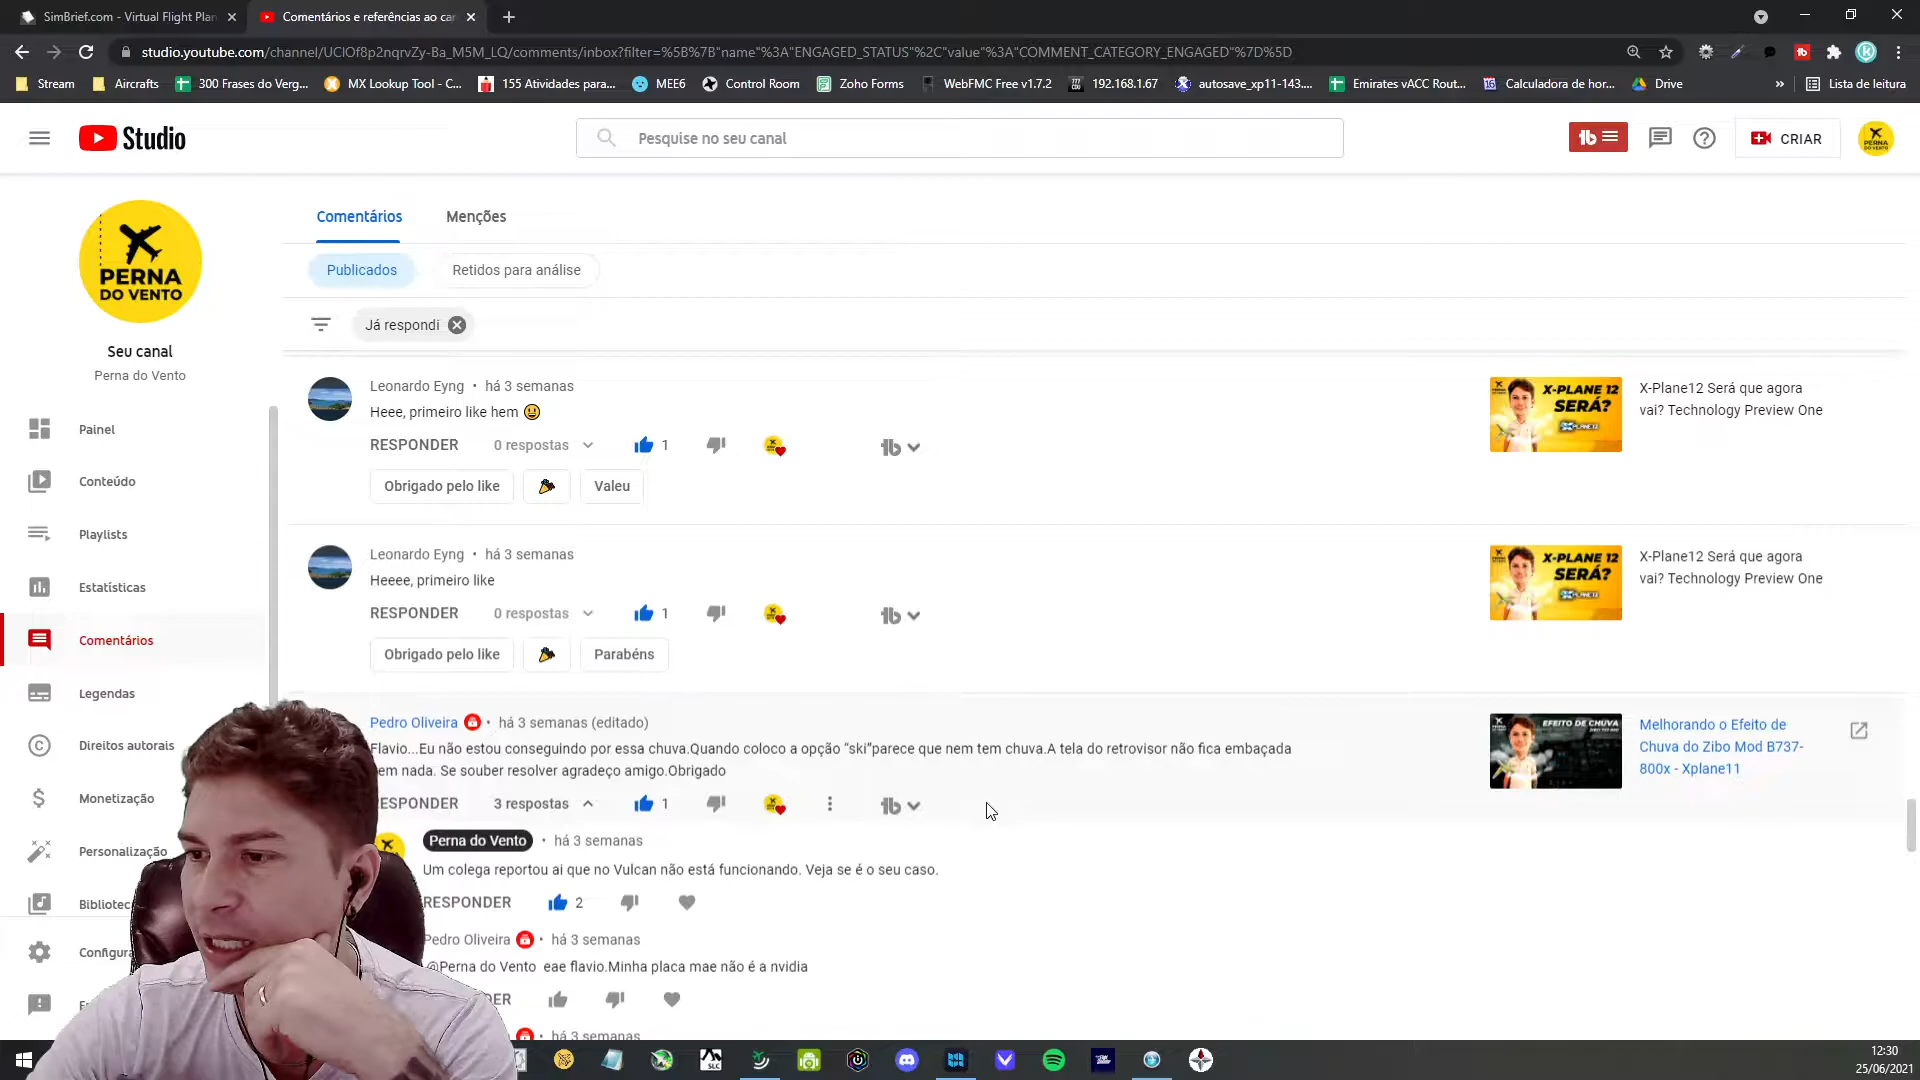 SimBrief.com - Virtual Flight Plan
Comentários e referências ao can
studio.youtube.com/channel/UClOf8p2nqrvZy-Ba_M5M_LQ/comments/inbox?filter=%5B%7B"name"%3A"ENGAGED_STATUS"%2C"value"%3A"COMMENT_CATEGORY_ENGAGED"%7D%5D
Stream
Aircrafts
300 Frases do Verg...
MX Lookup Tool - C...
155 Atividades para...
MEE6
Control Room
Zoho Forms
WebFMC Free v1.7.2
192.168.1.67
autosave_xp11-143....
Emirates vACC Rout...
Calculadora de hor...
Drive
»
Lista de leitura
Studio
Pesquise no seu canal
CRIAR
PERNA
DO VENTO
Seu canal
Perna do Vento
Painel
Conteúdo
Playlists
Estatísticas
Comentários
Legendas
Direitos autorais
Monetização
Personalização
Bibliotec
Configura
Comentários
Menções
Publicados
Retidos para análise
Já respondi
Leonardo Eyng • há 3 semanas
Heee, primeiro like hem 😃
RESPONDER 0 respostas 1
Obrigado pelo like
Valeu
X-PLANE 12
SERÁ?
X-Plane12 Será que agora
vai? Technology Preview One
Leonardo Eyng • há 3 semanas
Heeee, primeiro like
RESPONDER 0 respostas 1
Obrigado pelo like
Parabéns
X-PLANE 12
SERÁ?
X-Plane12 Será que agora
vai? Technology Preview One
Pedro Oliveira • há 3 semanas (editado)
Flavio...Eu não estou conseguindo por essa chuva.Quando coloco a opção “ski”parece que nem tem chuva.A tela do retrovisor não fica embaçada
em nada. Se souber resolver agradeço amigo.Obrigado
ESPONDER 3 respostas 1
EFEITO DE CHUVA
Melhorando o Efeito de
Chuva do Zibo Mod B737-
800x - Xplane11
Perna do Vento • há 3 semanas
Um colega reportou ai que no Vulcan não está funcionando. Veja se é o seu caso.
RESPONDER 2
Pedro Oliveira • há 3 semanas
@Perna do Vento eae flavio.Minha placa mae não é a nvidia
DER
• há 3 semanas
SLC
12:30
25/06/2021